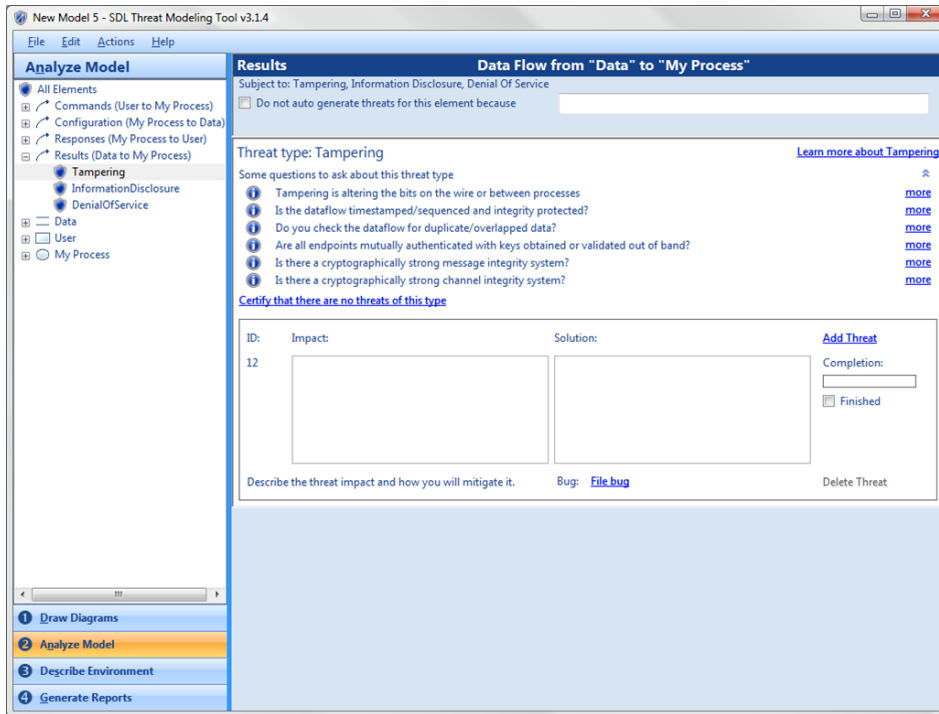 New Model 5 - SDL Threat Modeling Tool v3.1.4
File Edit Actions Help
Analyze Model
All Elements
Commands (User to My Process)
Configuration (My Process to Data)
Responses (My Process to User)
Results (Data to My Process)
Tampering
InformationDisclosure
DenialOfService
Data
User
My Process
1 Draw Diagrams
2 Analyze Model
3 Describe Environment
4 Generate Reports
Results Data Flow from "Data" to "My Process"
Subject to: Tampering, Information Disclosure, Denial Of Service
Do not auto generate threats for this element because
Threat type: Tampering Learn more about Tampering
Some questions to ask about this threat type
Tampering is altering the bits on the wire or between processes more
Is the dataflow timestamped/sequenced and integrity protected? more
Do you check the dataflow for duplicate/overlapped data? more
Are all endpoints mutually authenticated with keys obtained or validated out of band? more
Is there a cryptographically strong message integrity system? more
Is there a cryptographically strong channel integrity system? more
Certify that there are no threats of this type
ID: Impact: Solution: Add Threat
12 Completion:
Finished
Describe the threat impact and how you will mitigate it. Bug: File bug Delete Threat